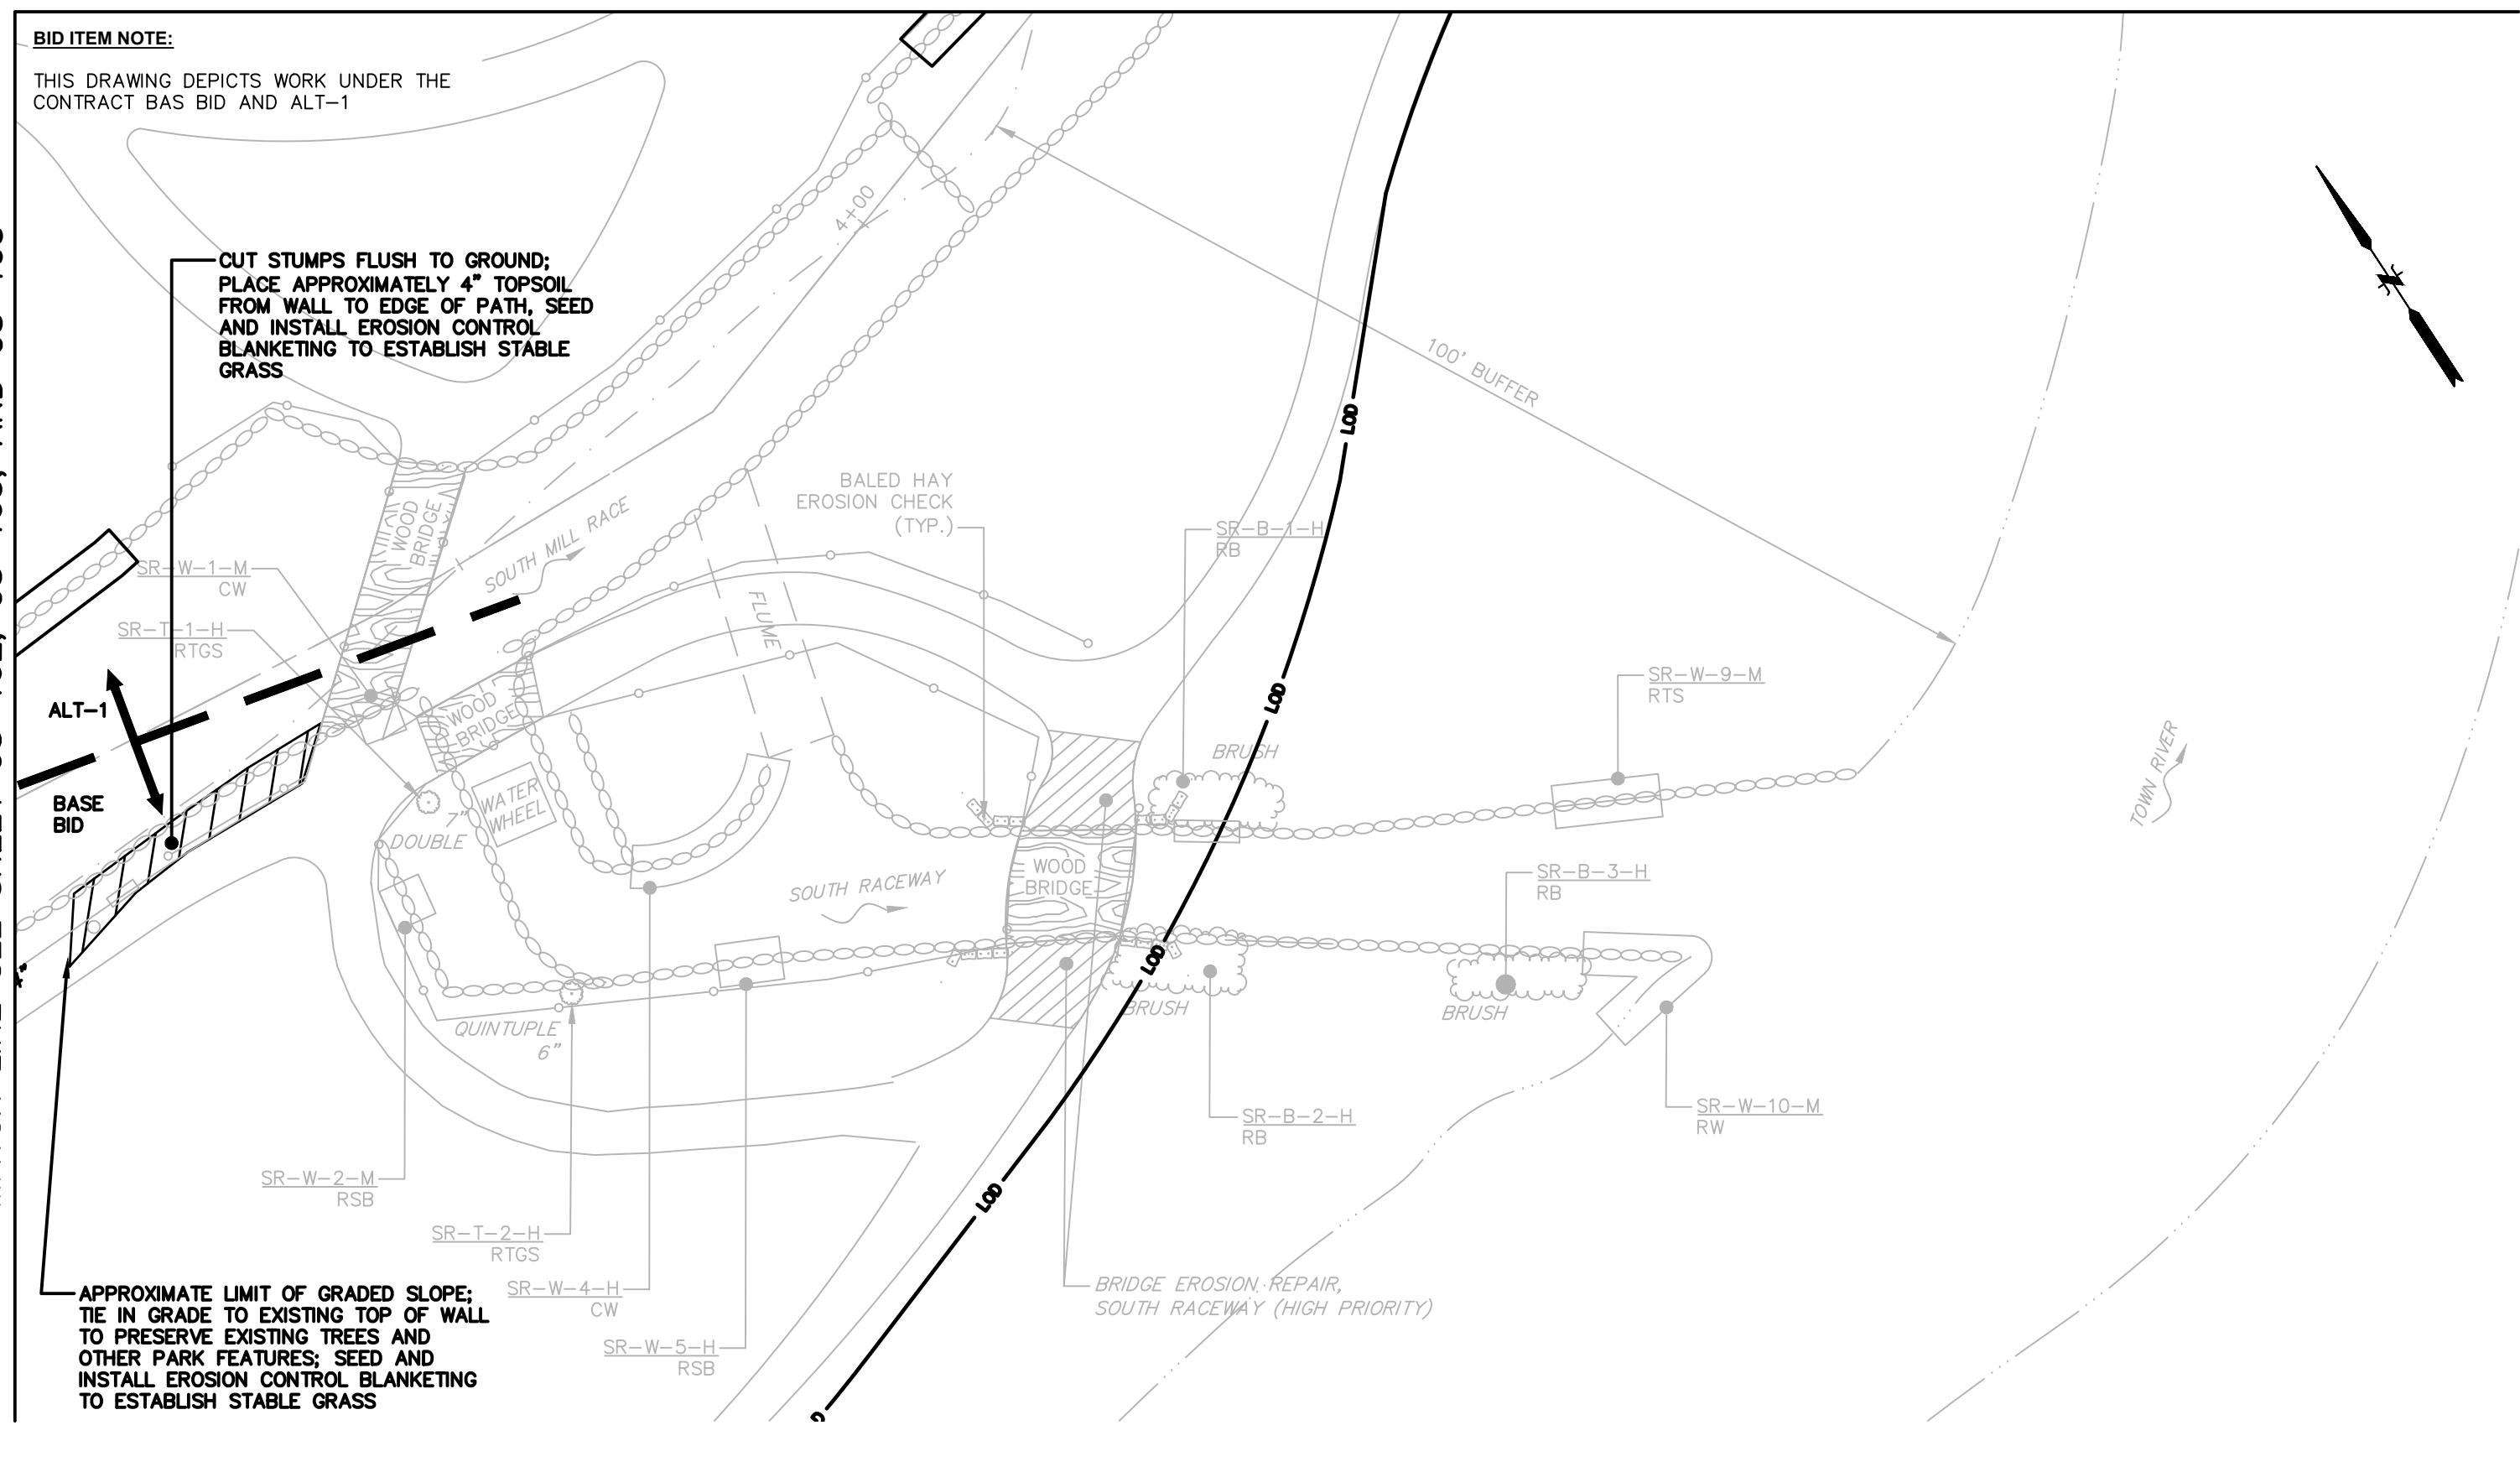 BID ITEM NOTE:
THIS DRAWING DEPICTS WORK UNDER THE
CONTRACT BAS BID AND ALT-1
CUT STUMPS FLUSH TO GROUND;
PLACE APPROXIMATELY 4" TOPSOIL
FROM WALL TO EDGE OF PATH, SEED
AND INSTALL EROSION CONTROL
BLANKETING TO ESTABLISH STABLE
GRASS
4+00
100' BUFFER
LOD
BALED HAY
EROSION CHECK
(TYP.)
SR-B-1-H
RB
WOOD
BRIDGE
SOUTH MILL RACE
SR-W-1-M
CW
SR-T-1-H
RTGS
FLUME
ALT-1
BASE
BID
WOOD
BRIDGE
WATER
WHEEL
7"
DOUBLE
LOD
BRUSH
SR-W-9-M
RTS
TOWN RIVER
SOUTH RACEWAY
WOOD
BRIDGE
SR-B-3-H
RB
LOD
BRUSH
BRUSH
QUINTUPLE
6"
SR-B-2-H
RB
SR-W-10-M
RW
SR-W-2-M
RSB
LOD
SR-T-2-H
RTGS
SR-W-4-H
CW
SR-W-5-H
RSB
BRIDGE EROSION REPAIR,
SOUTH RACEWAY (HIGH PRIORITY)
APPROXIMATE LIMIT OF GRADED SLOPE;
TIE IN GRADE TO EXISTING TOP OF WALL
TO PRESERVE EXISTING TREES AND
OTHER PARK FEATURES; SEED AND
INSTALL EROSION CONTROL BLANKETING
TO ESTABLISH STABLE GRASS